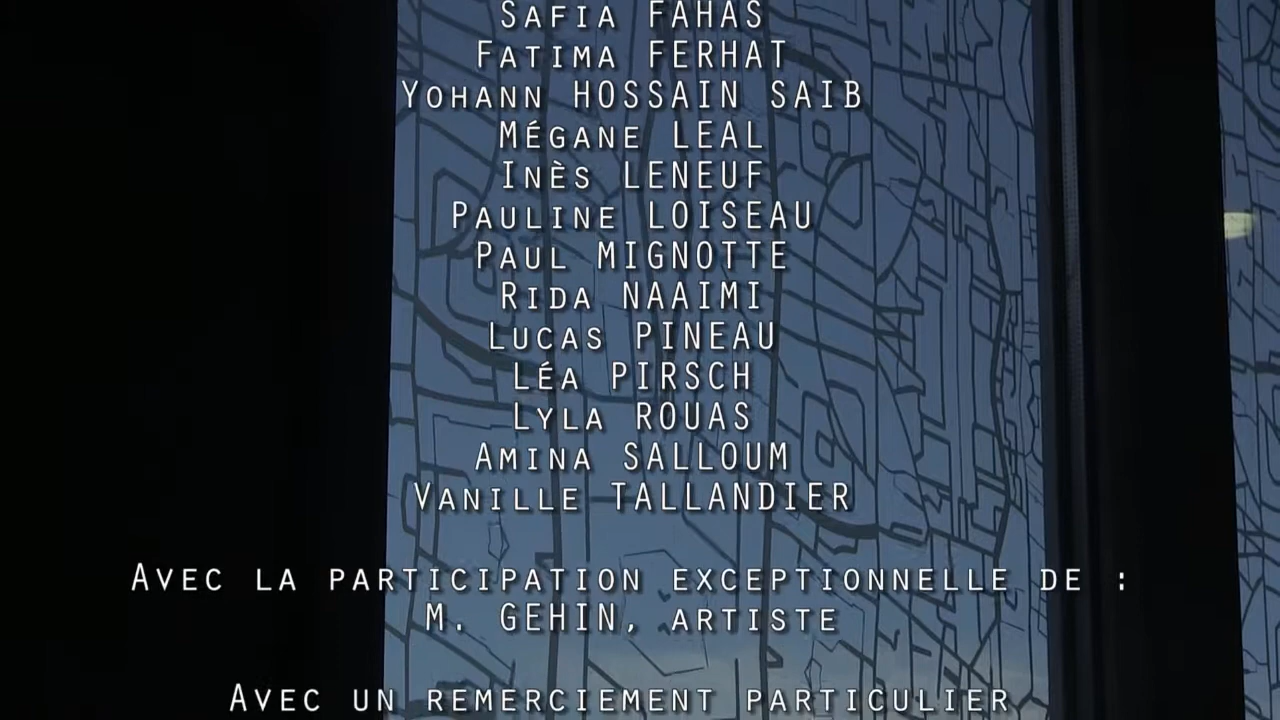 Safia FAHAS
Fatima FERHAT
Yohann HOSSAIN SAIB
Mégane LEAL
Inès LENEUF
Pauline LOISEAU
Paul MIGNOTTE
Rida NAAIMI
Lucas PINEAU
Léa PIRSCH
Lyla ROUAS
Amina SALLOUM
Vanille TALLANDIER
Avec la participation exceptionnelle de :
M. GEHIN, artiste
Avec un remerciement particulier